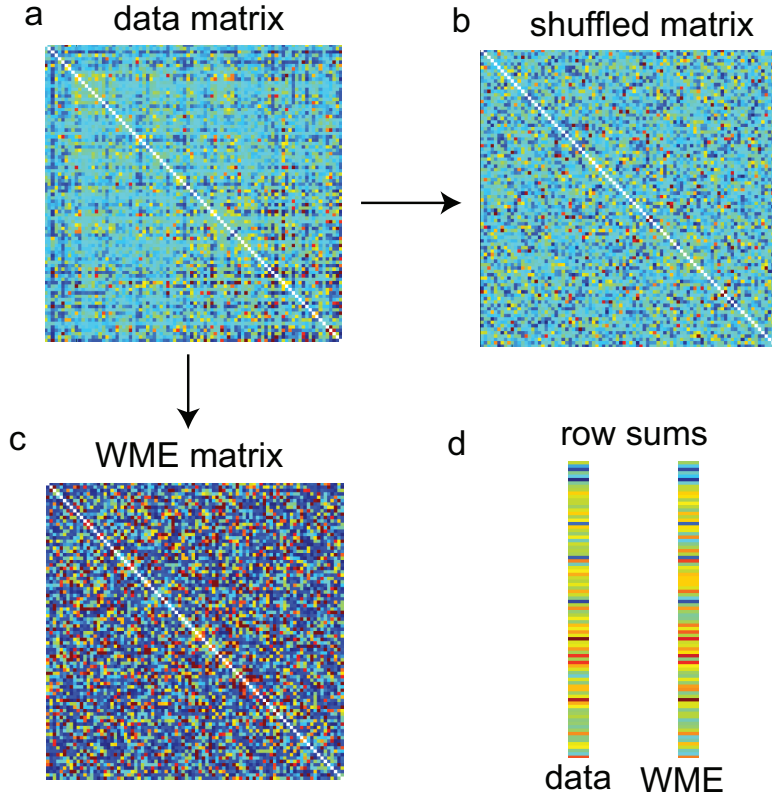 a
data matrix
b
shuffled matrix
c
WME matrix
d
row sums
data
WME